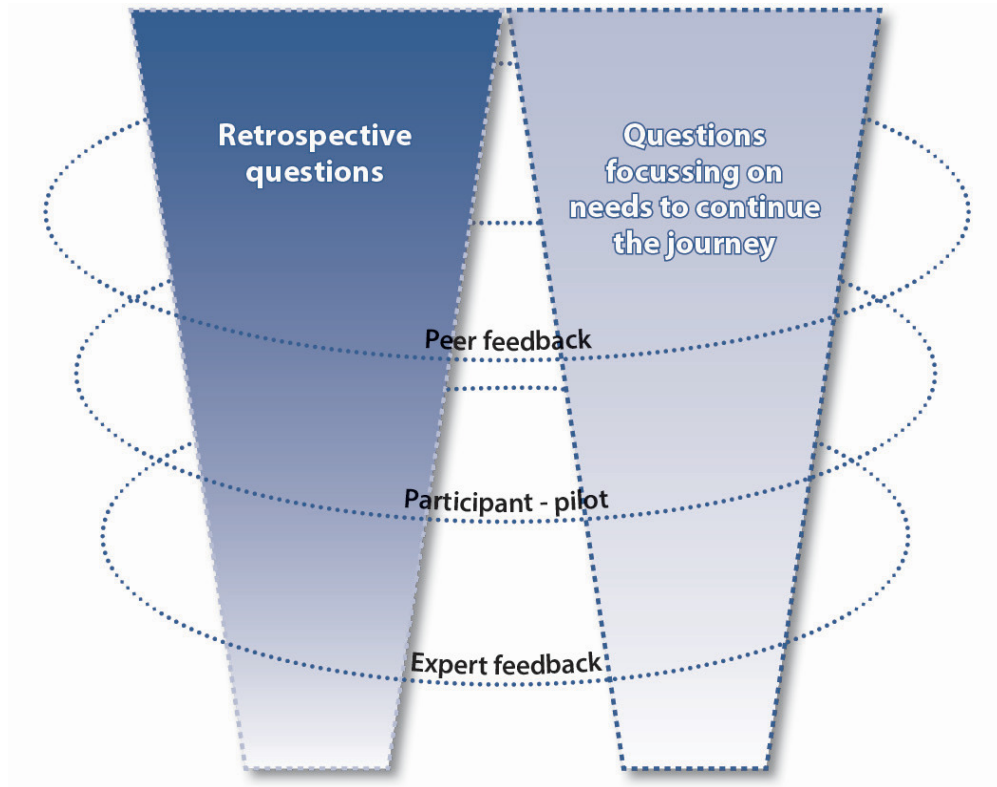 Retrospective
questions
Questions
focussing on
needs to continue
the journey
Peer feedback
Participant - pilot
Expert feedback